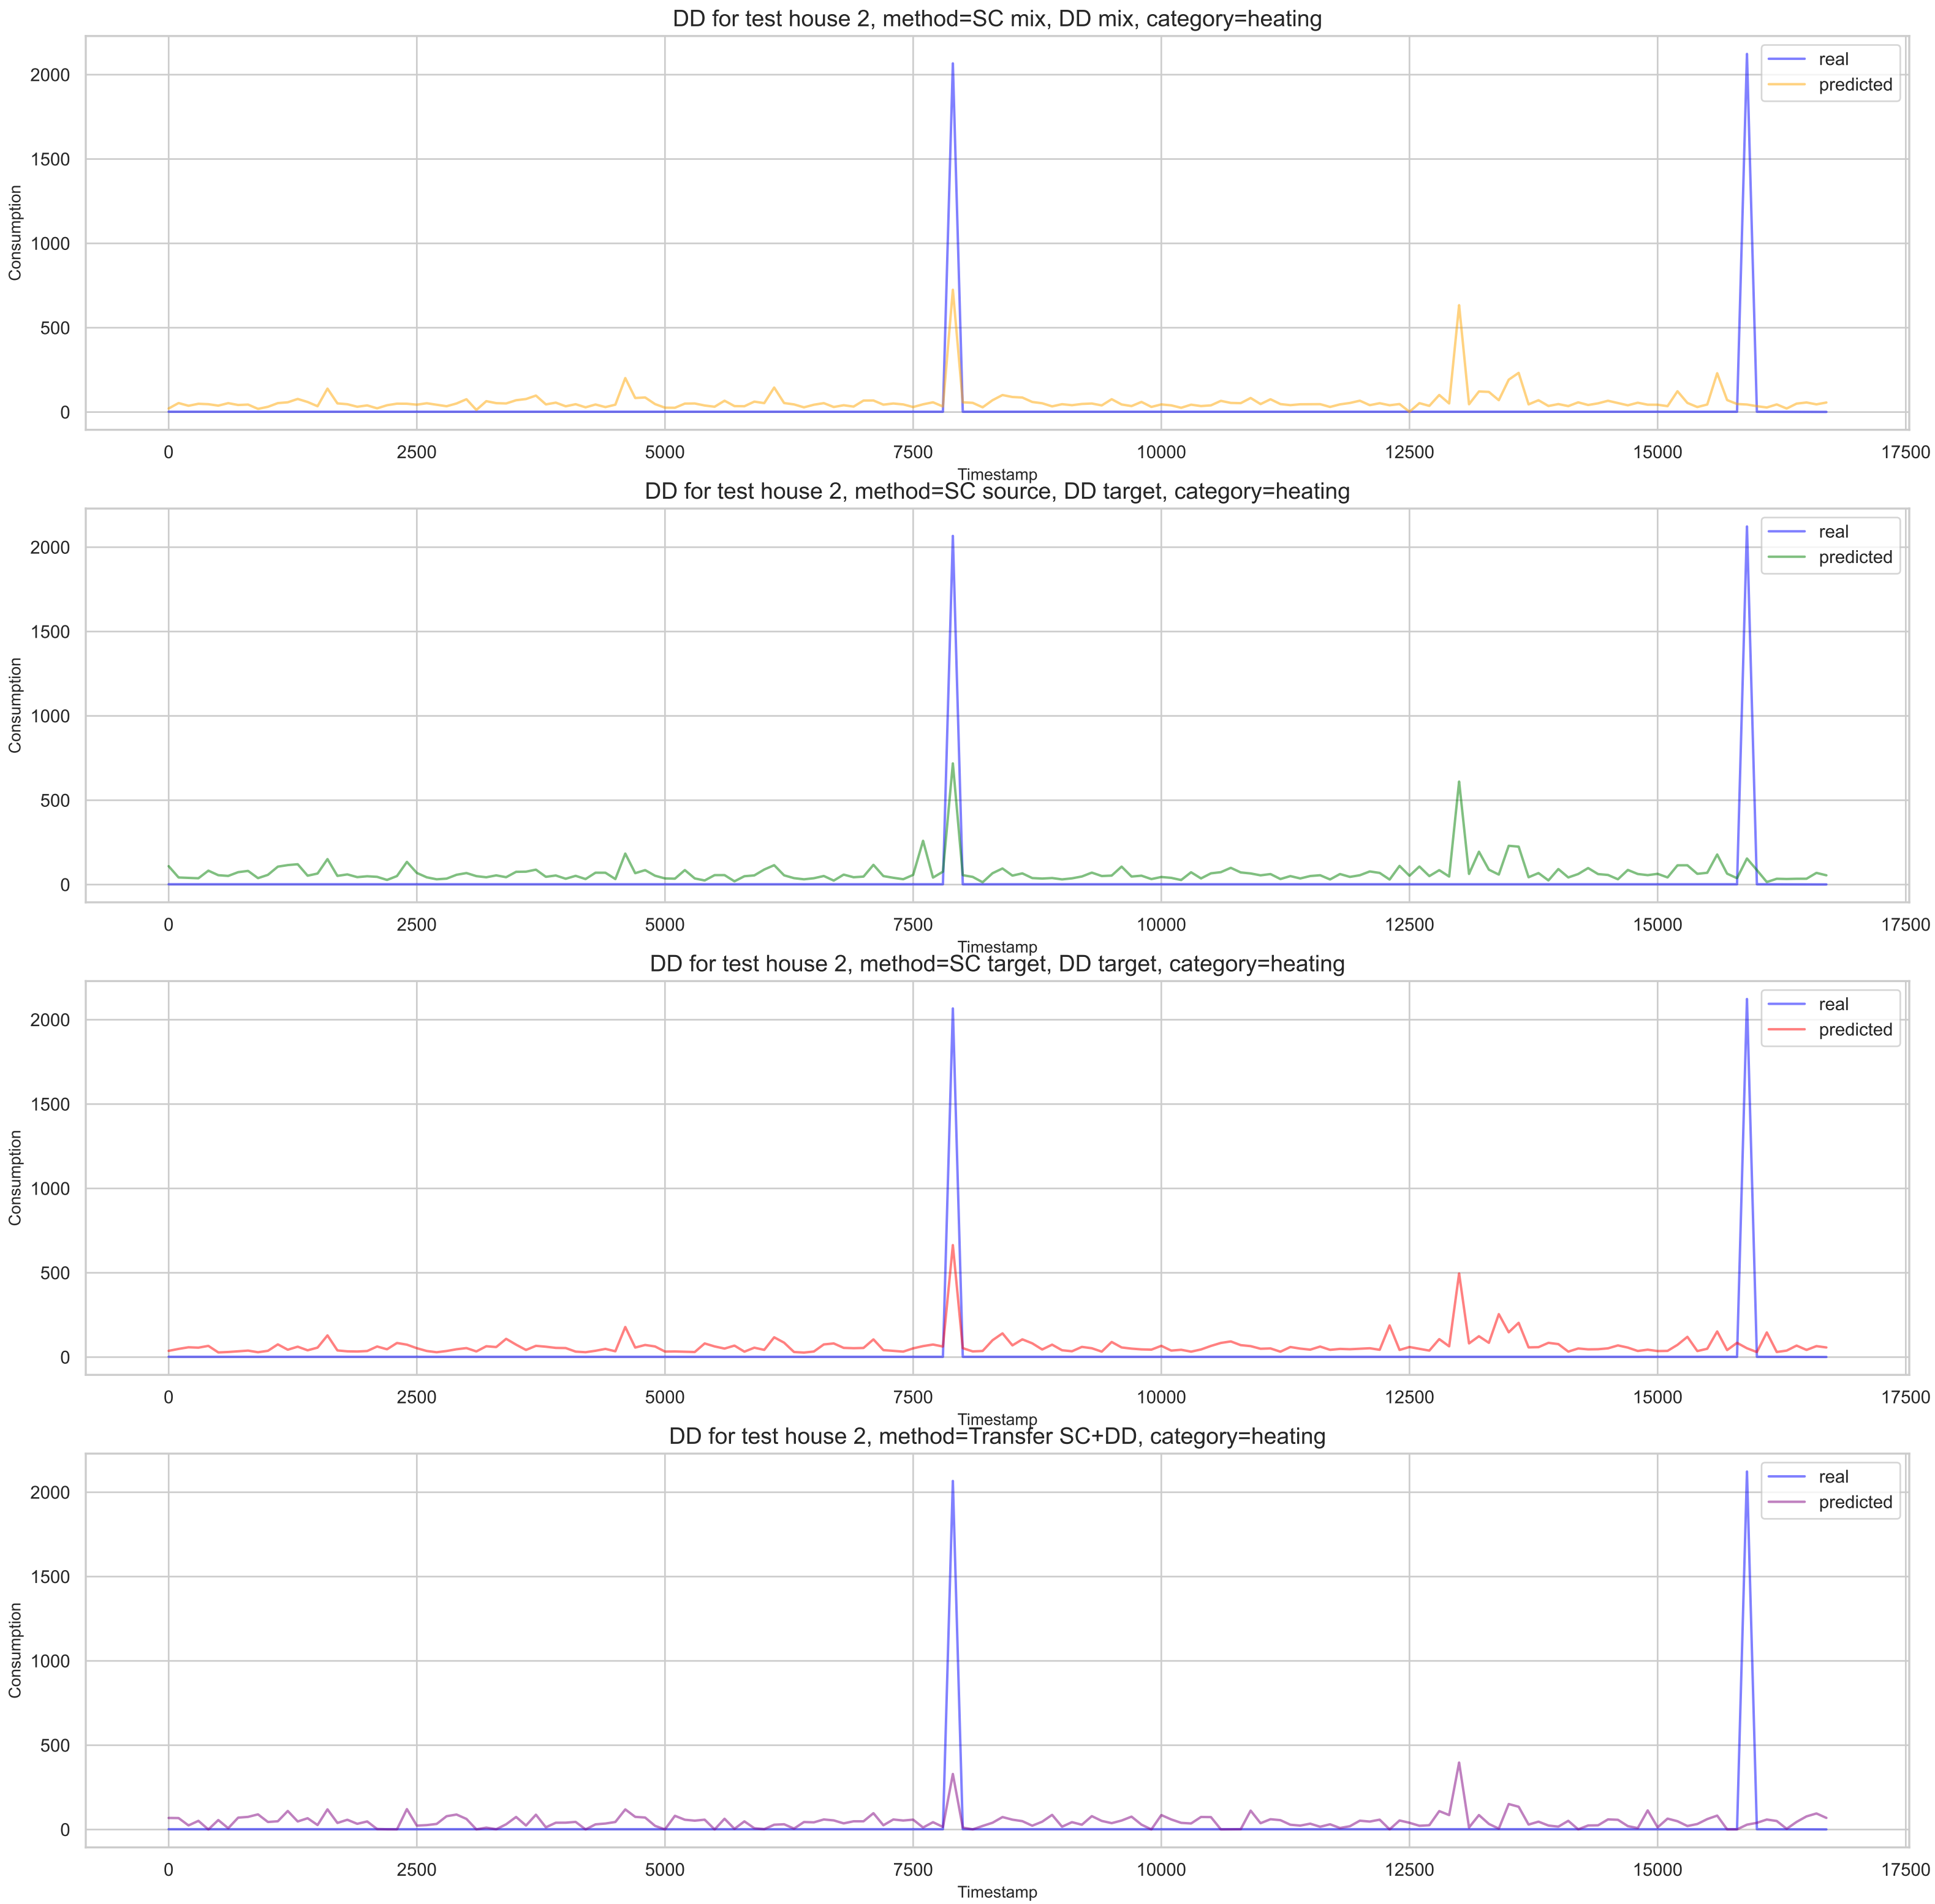 DD for test house 2, method=SC mix, DD mix, category=heating
real
predicted
2000
1500
1000
500
0
Consumption
0 2500 5000 7500 10000 12500 15000 17500
Timestamp
DD for test house 2, method=SC source, DD target, category=heating
real
predicted
2000
1500
1000
500
0
Consumption
0 2500 5000 7500 10000 12500 15000 17500
Timestamp
DD for test house 2, method=SC target, DD target, category=heating
real
predicted
2000
1500
1000
500
0
Consumption
0 2500 5000 7500 10000 12500 15000 17500
Timestamp
DD for test house 2, method=Transfer SC+DD, category=heating
real
predicted
2000
1500
1000
500
0
Consumption
0 2500 5000 7500 10000 12500 15000 17500
Timestamp